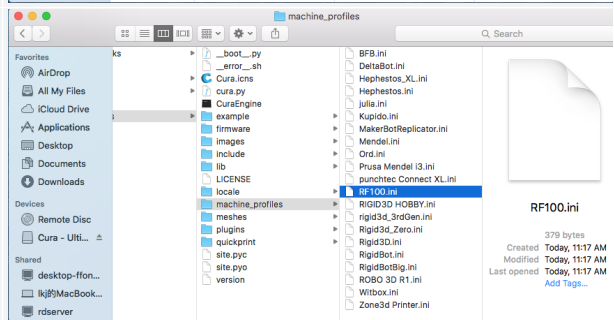 machine_profiles
Search
Favorites
AirDrop
All My Files
iCloud Drive
Applications
Desktop
Documents
Downloads
Devices
Remote Disc
Cura - Ulti...
Shared
desktop-ffon...
lkj的MacBook...
rdserver
ks
s
__boot__.py
__error__.sh
Cura.icns
cura.py
CuraEngine
example
firmware
images
include
lib
LICENSE
locale
machine_profiles
meshes
plugins
quickprint
site.pyc
site.pyo
version
BFB.ini
DeltaBot.ini
Hephestos_XL.ini
Hephestos.ini
julia.ini
Kupido.ini
MakerBotReplicator.ini
Mendel.ini
Ord.ini
Prusa Mendel i3.ini
punchtec Connect XL.ini
RF100.ini
RIGID3D HOBBY.ini
rigid3d_3rdGen.ini
Rigid3d_Zero.ini
Rigid3D.ini
RigidBot.ini
RigidBotBig.ini
ROBO 3D R1.ini
Witbox.ini
Zone3d Printer.ini
RF100.ini
379 bytes
Created Today, 11:17 AM
Modified Today, 11:17 AM
Last opened Today, 11:17 AM
Add Tags...